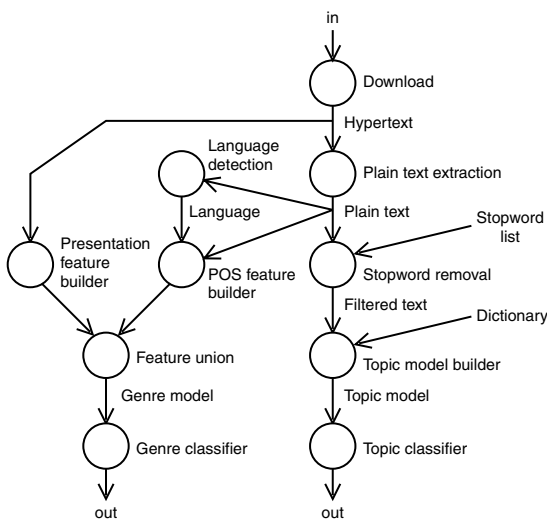 in
Download
Hypertext
Language
detection
Plain text extraction
Language
Plain text
Stopword
list
Presentation
feature
builder
POS feature
builder
Stopword removal
Filtered text
Dictionary
Feature union
Topic model builder
Genre model
Topic model
Genre classifier
Topic classifier
out
out